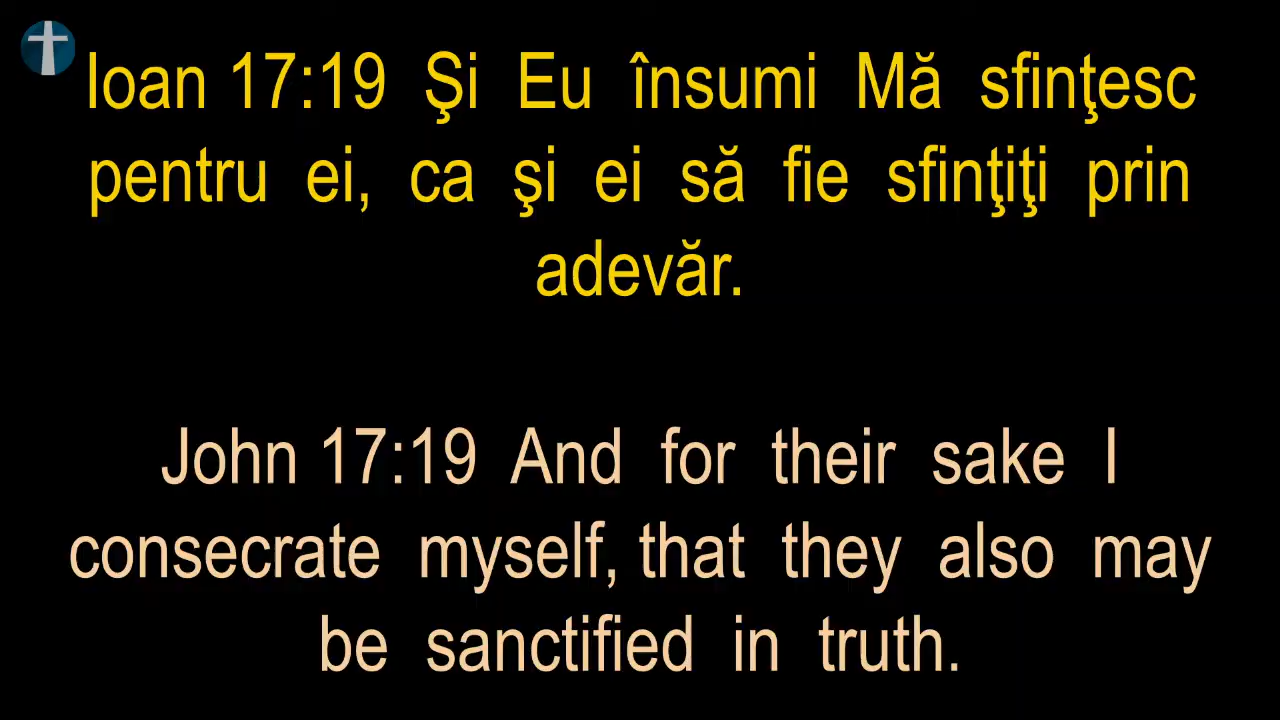 Ioan 17:19 Şi Eu însumi Mă sfinţesc
pentru ei, ca şi ei să fie sfinţiţi prin
adevăr.
John 17:19 And for their sake I
consecrate myself, that they also may
be sanctified in truth.